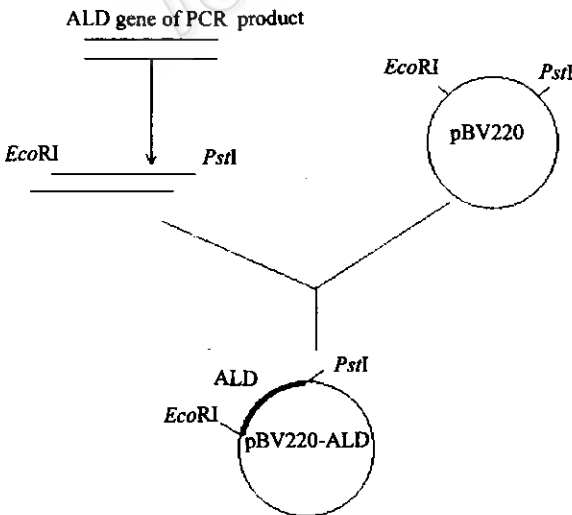 ALD gene of PCR product
EcoRI
PstI
pBV220
EcoRI
PstI
ALD
PstI
EcoRI
pBV220-ALD